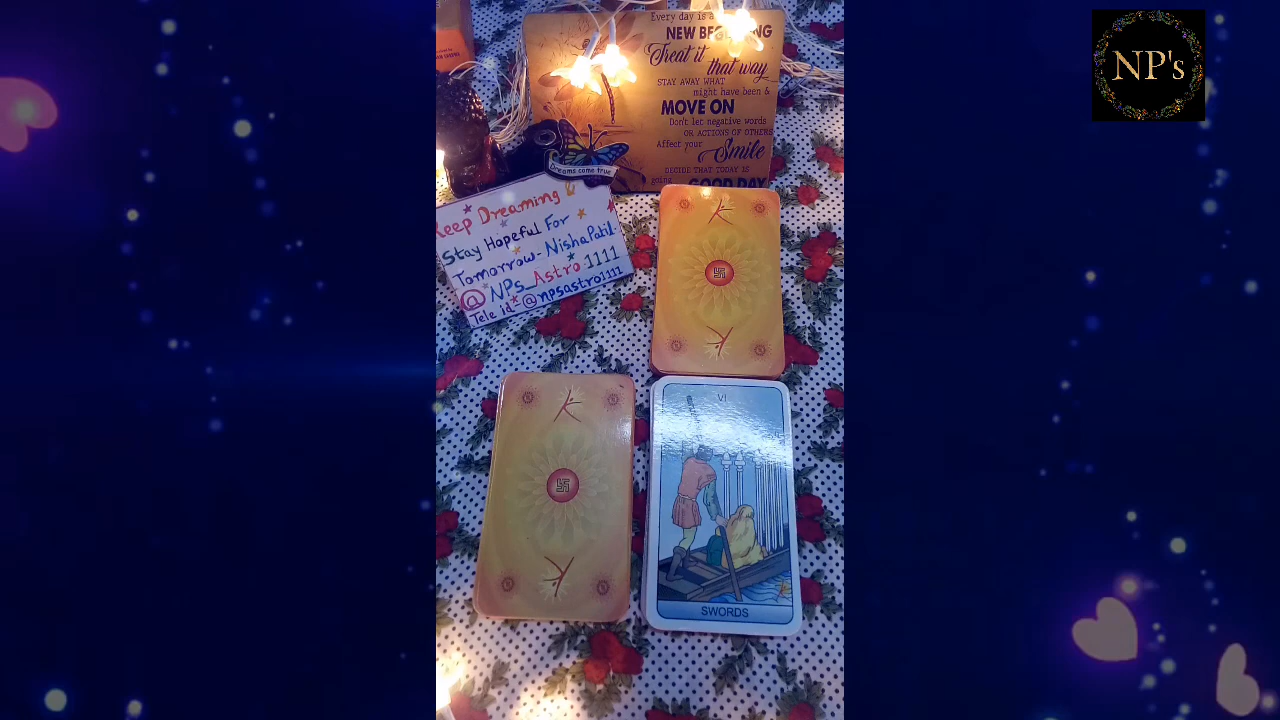 NP's
Every day is a
NEW BEGINNING
Treat it
that way
STAY AWAY WHAT
might have been &
MOVE ON
Don't let negative words
OR ACTIONS OF OTHERS
Affect your
Smile
DECIDE THAT TODAY IS
going
GOOD DAY
Dreams come true
Keep Dreaming
Stay Hopeful For
Tomorrow - Nisha Patil.
@ NPs_Astro 1111
Tele id @npsastro1111
VI
SWORDS